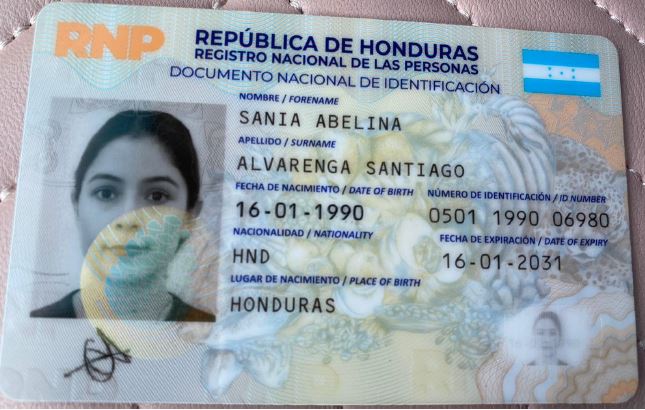 RNP
REPÚBLICA DE HONDURAS
REGISTRO NACIONAL DE LAS PERSONAS
DOCUMENTO NACIONAL DE IDENTIFICACIÓN
NOMBRE / FORENAME
SANIA ABELINA
APELLIDO / SURNAME
ALVARENGA SANTIAGO
FECHA DE NACIMIENTO / DATE OF BIRTH
NÚMERO DE IDENTIFICACIÓN / ID NUMBER
16-01-1990
0501 1990 06980
NACIONALIDAD / NATIONALITY
FECHA DE EXPIRACIÓN / DATE OF EXPIRY
HND
16-01-2031
LUGAR DE NACIMIENTO / PLACE OF BIRTH
HONDURAS